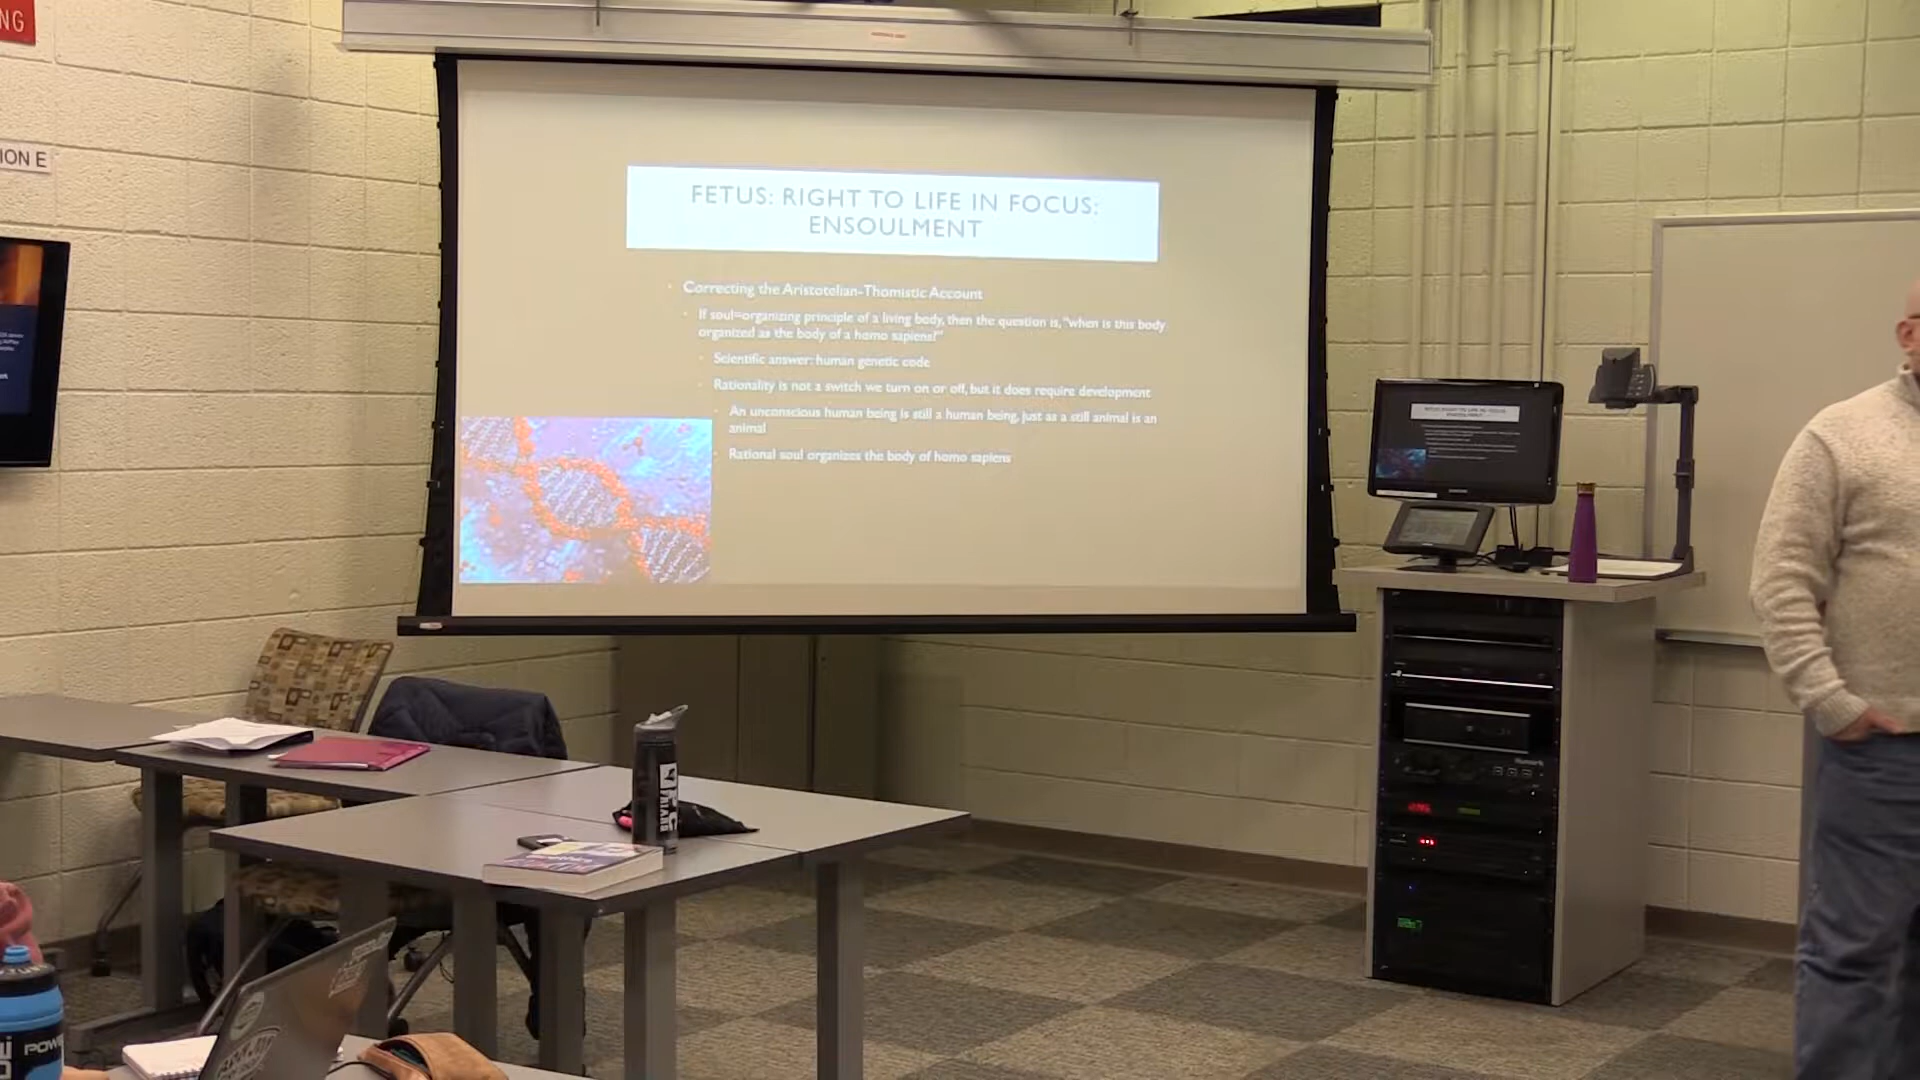 NG
ION E
FETUS: RIGHT TO LIFE IN FOCUS:
ENSOULMENT
Correcting the Aristotelian-Thomistic Account
If soul=organizing principle of a living body, then the question is, "when is this body
organized as the body of a homo sapiens?"
Scientific answer: human genetic code
Rationality is not a switch we turn on or off, but it does require development
An unconscious human being is still a human being, just as a still animal is an
animal
Rational soul organizes the body of homo sapiens
FRIARS
POWE